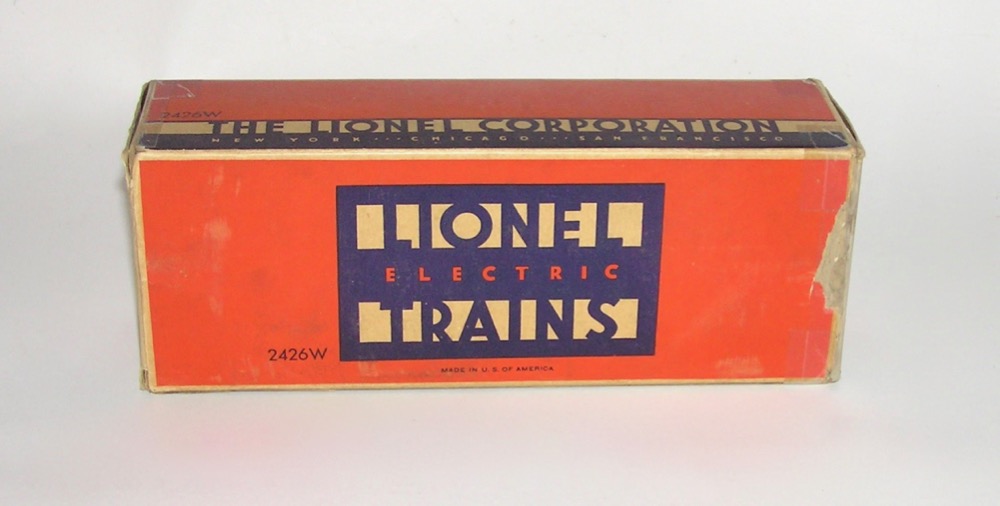 2426W
THE LIONEL CORPORATION
NEW YORK · CHICAGO · SAN FRANCISCO
LIONEL
ELECTRIC
TRAINS
2426W
MADE IN U.S. OF AMERICA